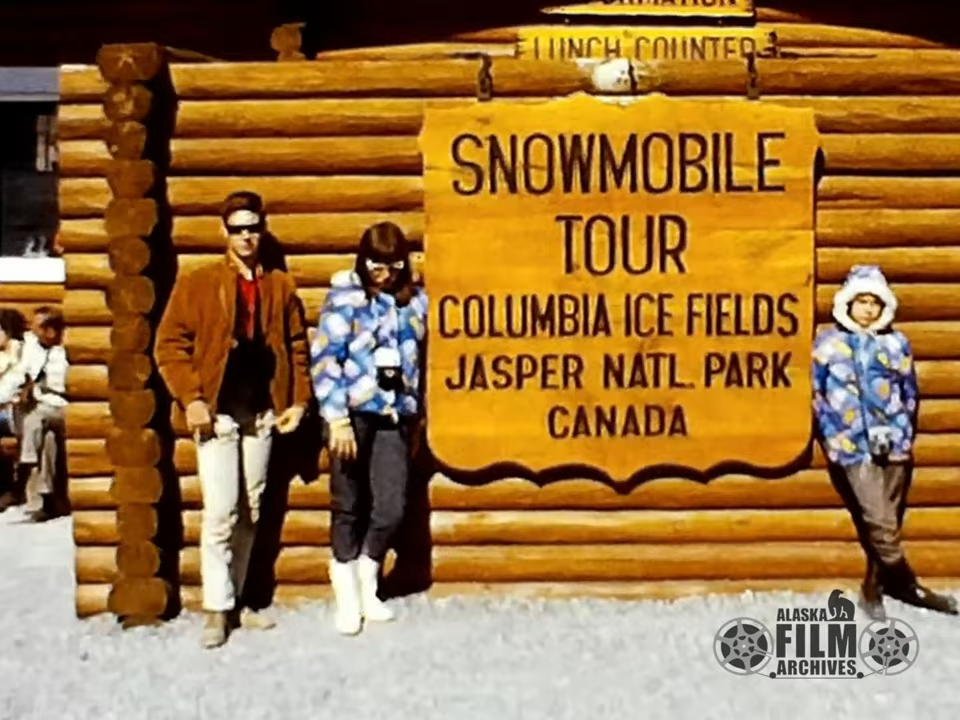 LUNCH COUNTER
SNOWMOBILE
TOUR
COLUMBIA ICE FIELDS
JASPER NATL. PARK
CANADA
ALASKA
FILM
ARCHIVES